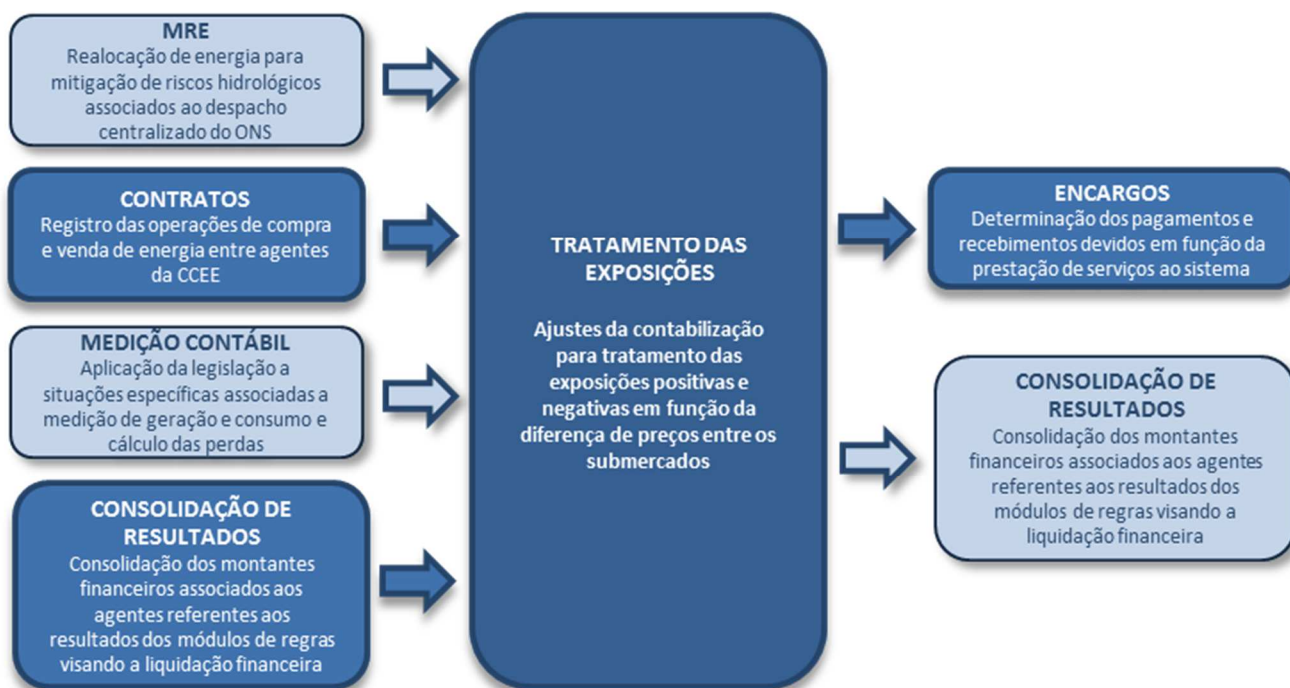 MRE
Realocação de energia para
mitigação de riscos hidrológicos
associados ao despacho
centralizado do ONS
CONTRATOS
Registro das operações de compra
e venda de energia entre agentes
da CCEE
MEDIÇÃO CONTÁBIL
Aplicação da legislação a
situações específicas associadas a
medição de geração e consumo e
cálculo das perdas
CONSOLIDAÇÃO DE
RESULTADOS
Consolidação dos montantes
financeiros associados aos
agentes referentes aos
resultados dos módulos de regras
visando a liquidação financeira
TRATAMENTO DAS
EXPOSIÇÕES
Ajustes da contabilização
para tratamento das
exposições positivas e
negativas em função da
diferença de preços entre os
submercados
ENCARGOS
Determinação dos pagamentos e
recebimentos devidos em função da
prestação de serviços ao sistema
CONSOLIDAÇÃO DE
RESULTADOS
Consolidação dos montantes
financeiros associados aos agentes
referentes aos resultados dos
módulos de regras visando a
liquidação financeira